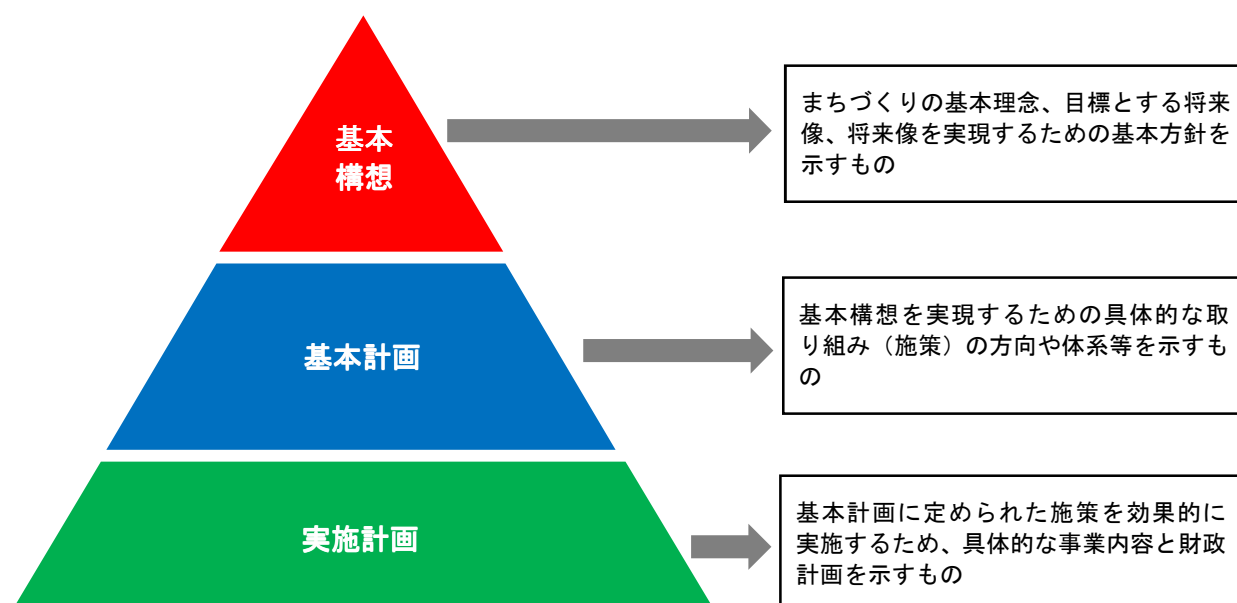 基本
構想
まちづくりの基本理念、目標とする将来
像、将来像を実現するための基本方針を
示すもの
基本計画
基本構想を実現するための具体的な取
り組み（施策）の方向や体系等を示すも
の
実施計画
基本計画に定められた施策を効果的に
実施するため、具体的な事業内容と財政
計画を示すもの